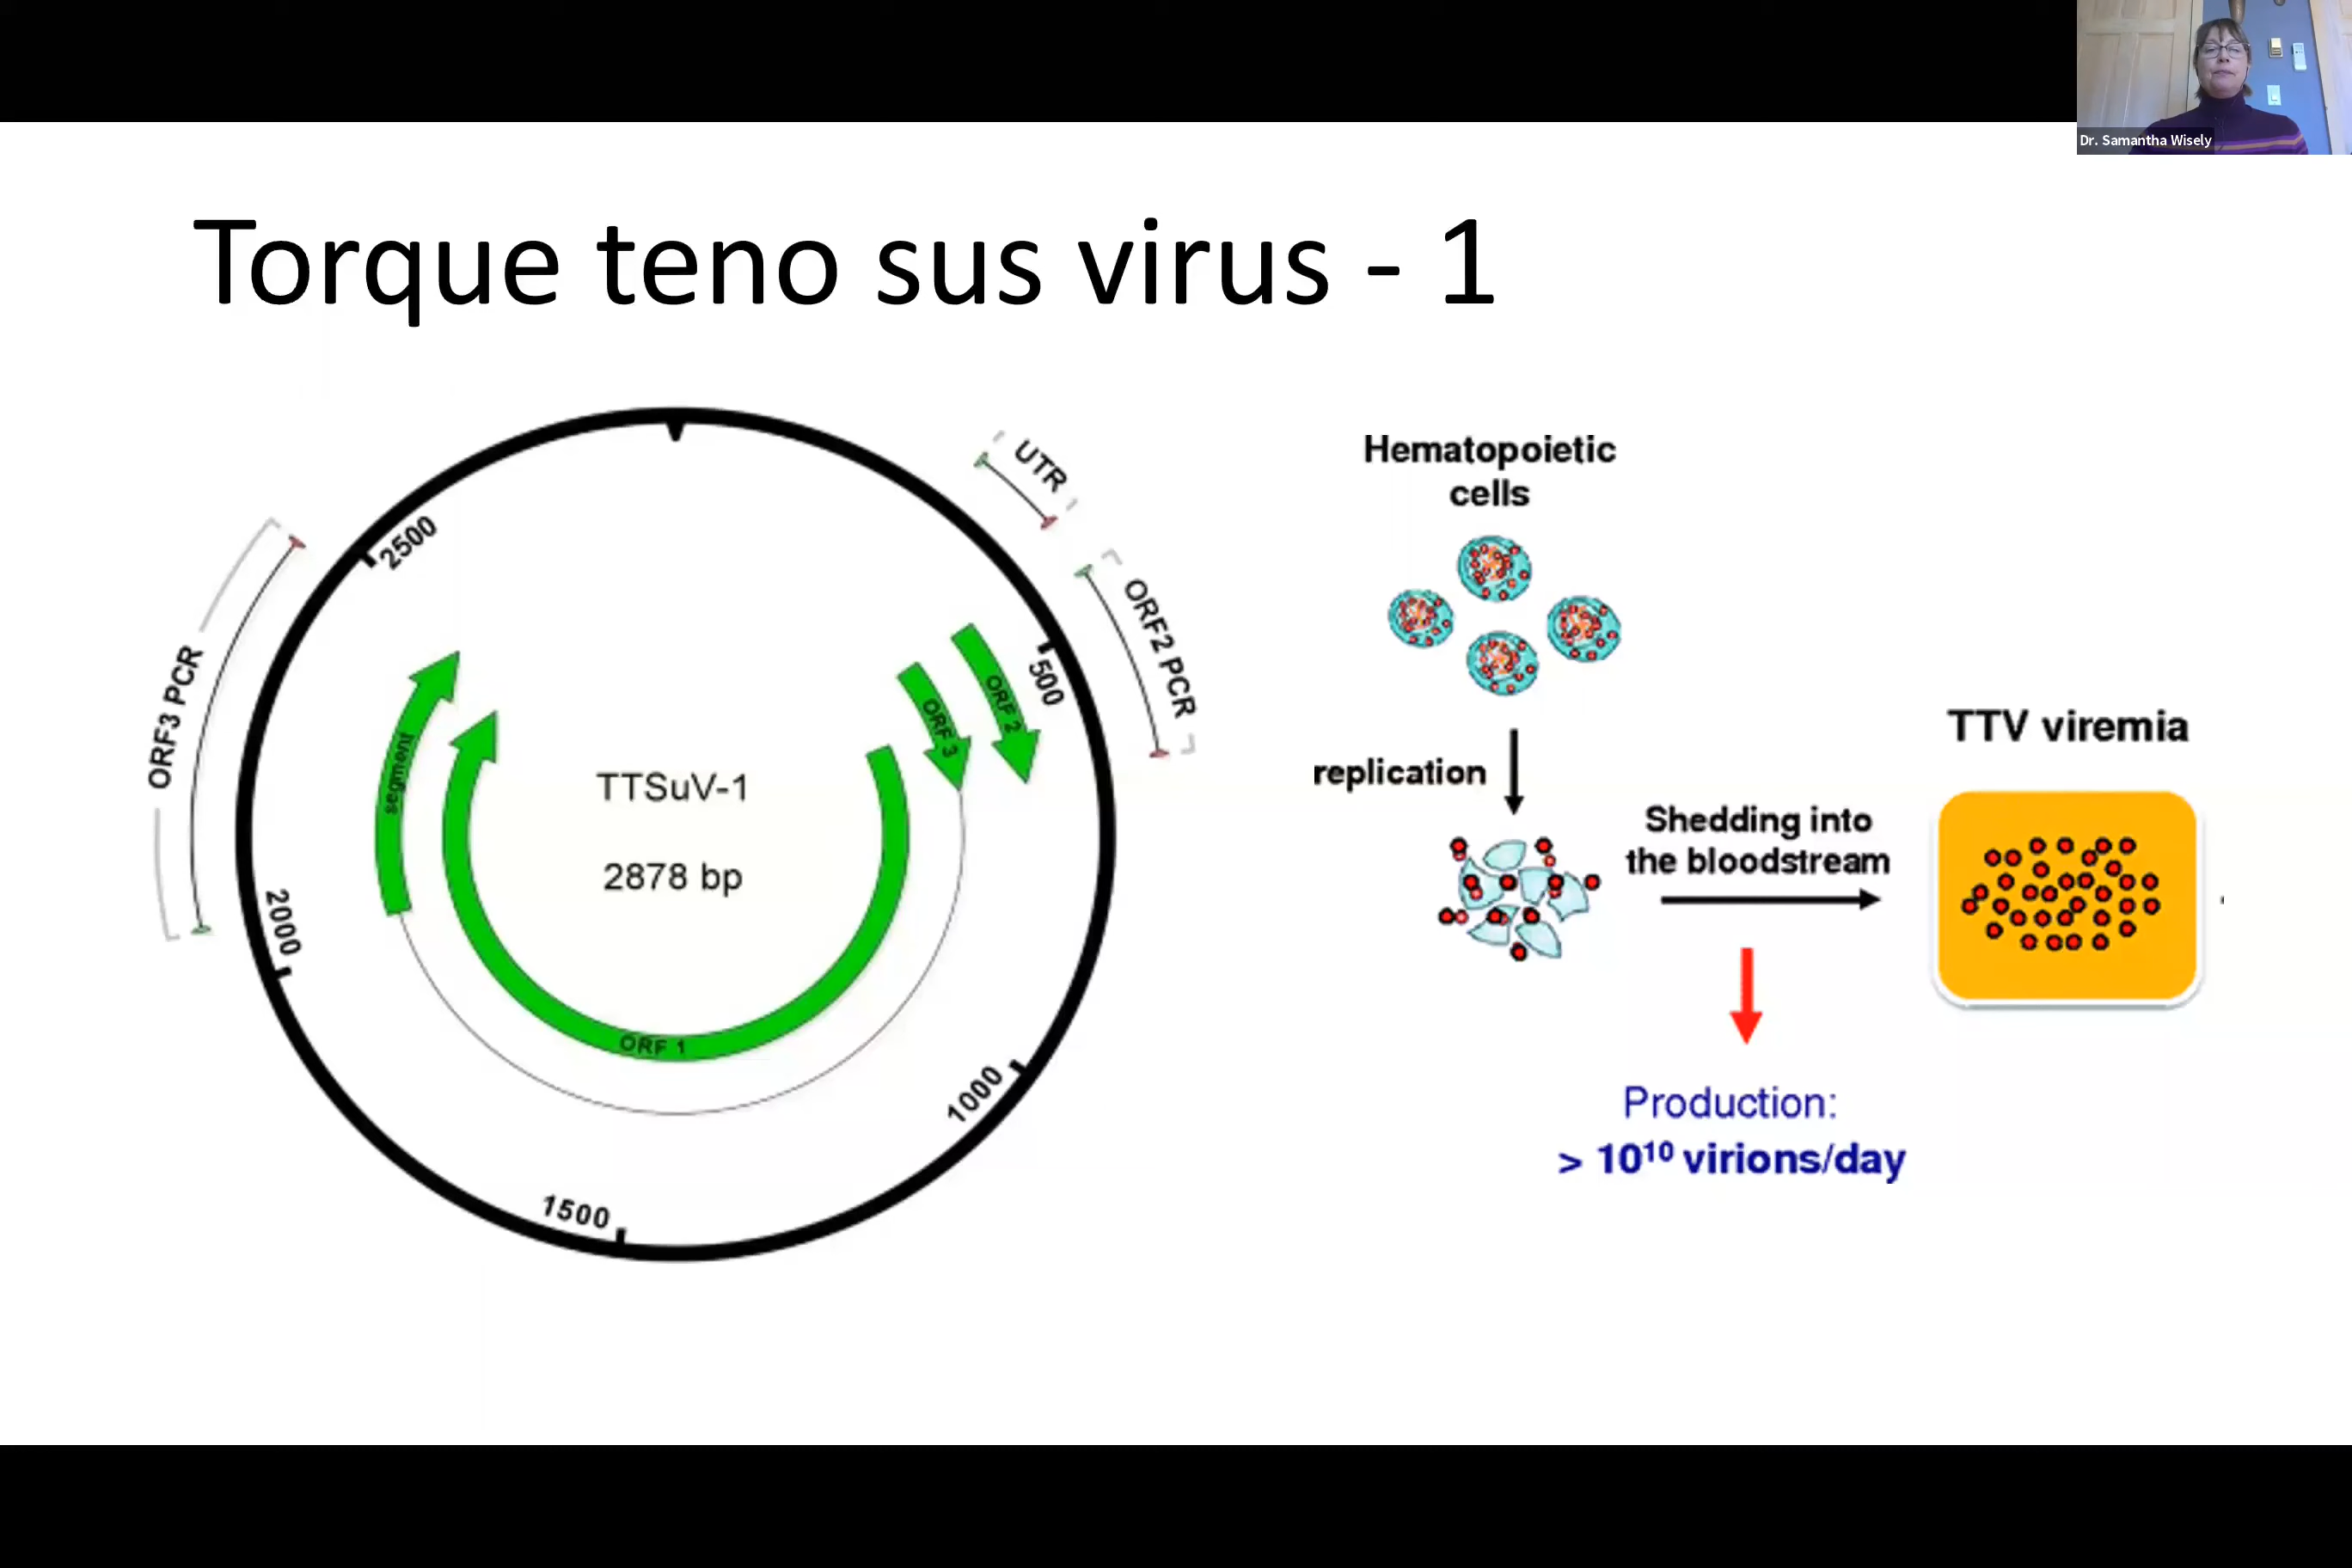 Dr. Samantha Wisely
Torque teno sus virus - 1
UTR
ORF2 PCR
ORF3 PCR
2500
500
2000
1000
1500
segment
ORF 3
ORF 2
ORF 1
TTSuV-1
2878 bp
Hematopoietic
cells
replication
Shedding into
the bloodstream
TTV viremia
Production:
> 10¹⁰ virions/day